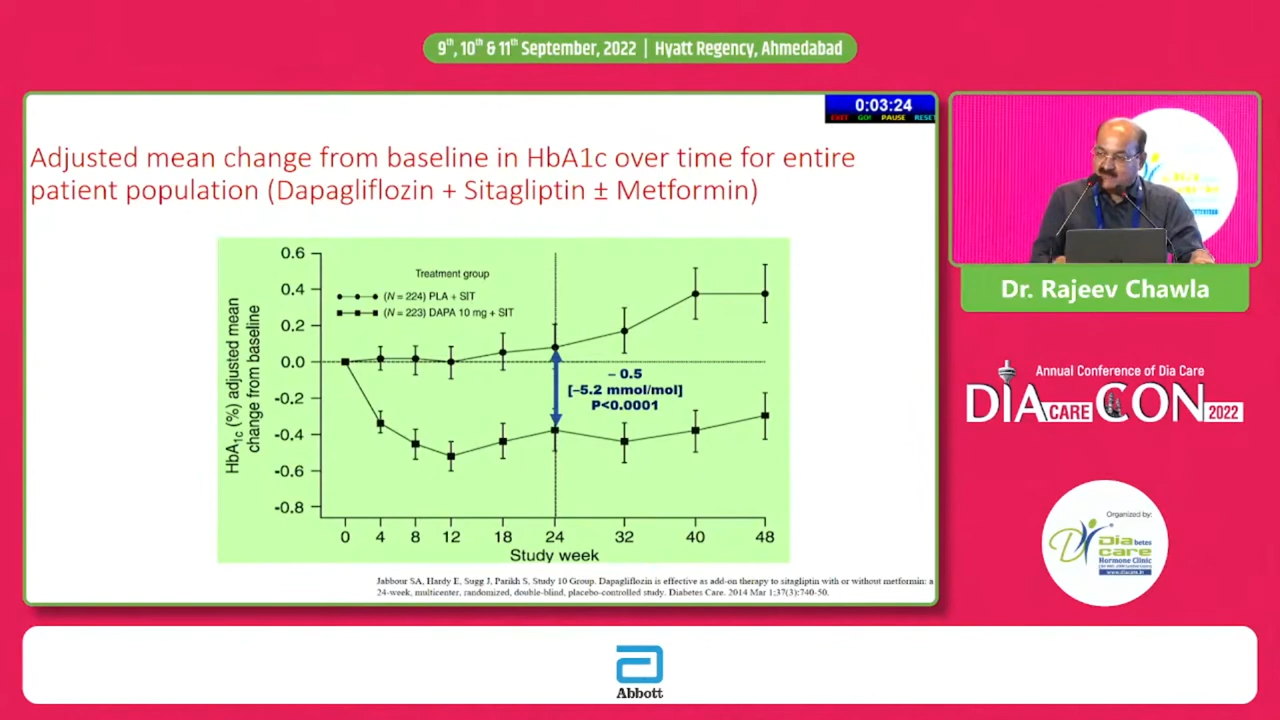 9th, 10th & 11th September, 2022 | Hyatt Regency, Ahmedabad
0:03:24
EXIT GO! PAUSE RESET
Adjusted mean change from baseline in HbA1c over time for entire
patient population (Dapagliflozin + Sitagliptin ± Metformin)
HbA1c (%) adjusted mean
change from baseline
0.6
0.4
0.2
0.0
-0.2
-0.4
-0.6
-0.8
Treatment group
(N = 224) PLA + SIT
(N = 223) DAPA 10 mg + SIT
– 0.5
[–5.2 mmol/mol]
P<0.0001
0 4 8 12 18 24 32 40 48
Study week
Jabbour SA, Hardy E, Sugg J, Parikh S, Study 10 Group. Dapagliflozin is effective as add-on therapy to sitagliptin with or without metformin: a
24-week, multicenter, randomized, double-blind, placebo-controlled study. Diabetes Care. 2014 Mar 1;37(3):740-50.
Dr. Rajeev Chawla
Annual Conference of Dia Care
DIA CARE CON 2022
Organized by:
Diabetes
care
Hormone Clinic
www.diacare.in
Abbott